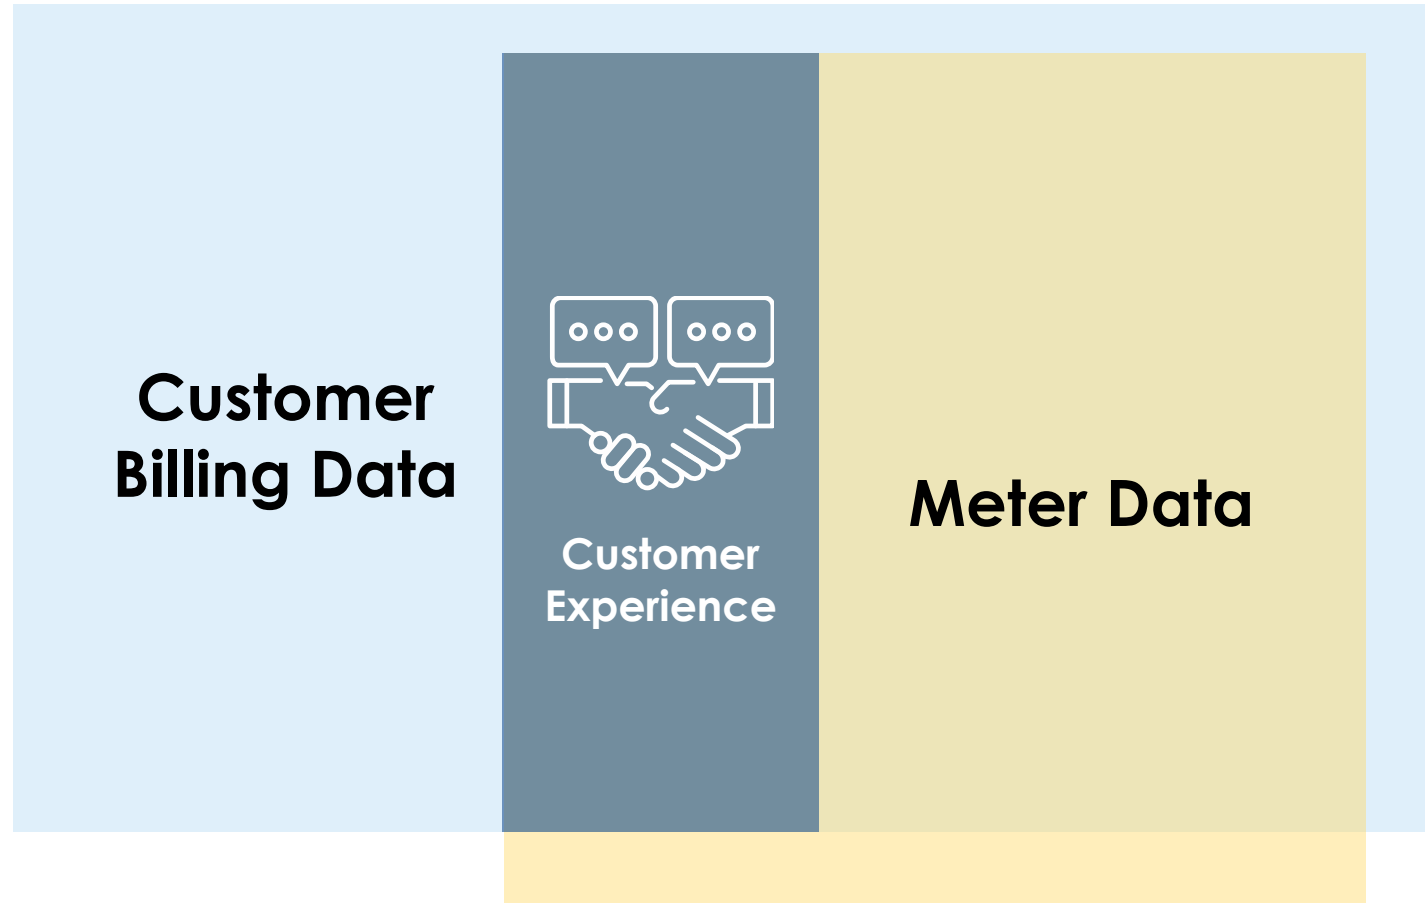 Customer
Billing Data
Customer
Experience
Meter Data